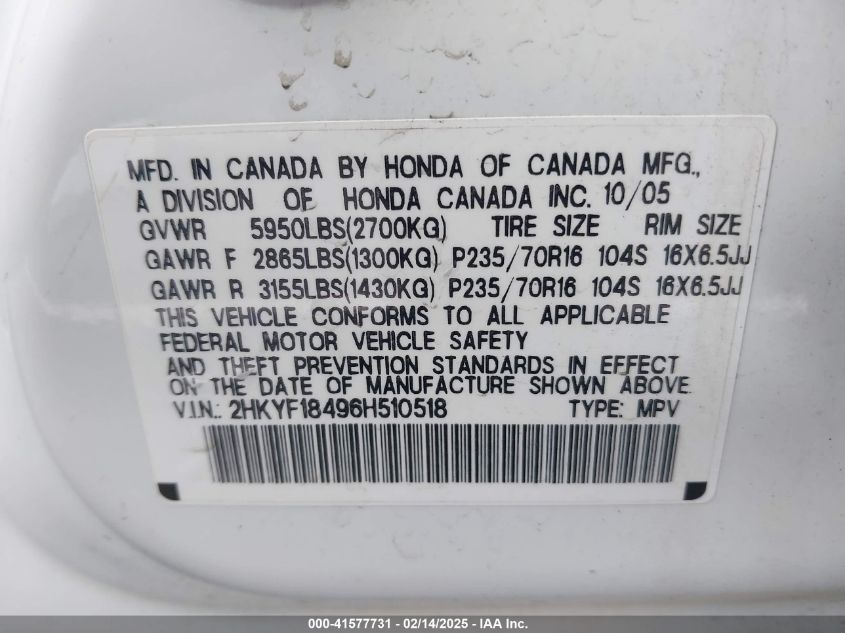 MFD. IN CANADA BY HONDA OF CANADA MFG.,
A DIVISION OF HONDA CANADA INC. 10/05
GVWR 5950LBS(2700KG) TIRE SIZE RIM SIZE
GAWR F 2865LBS(1300KG) P235/70R16 104S 16X6.5JJ
GAWR R 3155LBS(1430KG) P235/70R16 104S 16X6.5JJ
THIS VEHICLE CONFORMS TO ALL APPLICABLE
FEDERAL MOTOR VEHICLE SAFETY
AND THEFT PREVENTION STANDARDS IN EFFECT
ON THE DATE OF MANUFACTURE SHOWN ABOVE.
V.I.N.: 2HKYF18496H510518 TYPE: MPV
000-41577731 - 02/14/2025 - IAA Inc.